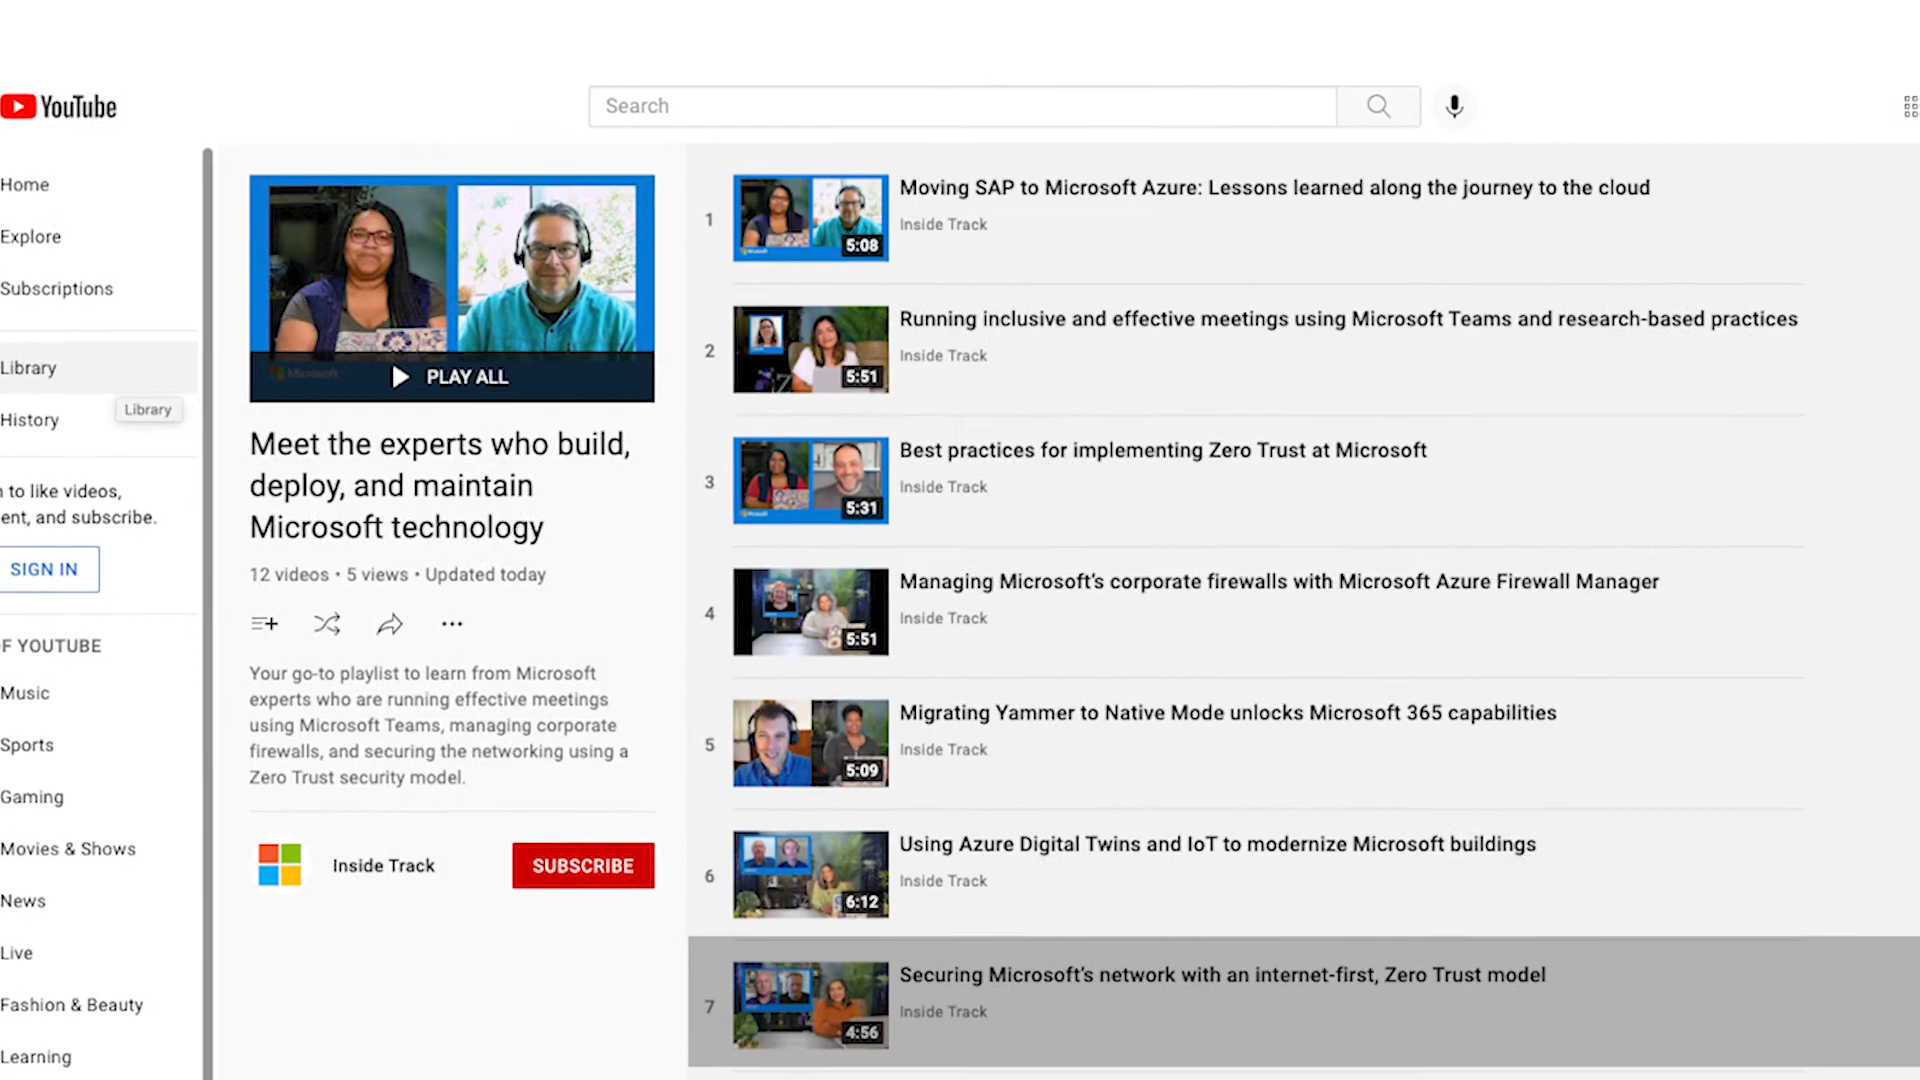 YouTube
Search
Home
Explore
Subscriptions
Library
Library
History
n to like videos,
ent, and subscribe.
SIGN IN
F YOUTUBE
Music
Sports
Gaming
Movies & Shows
News
Live
Fashion & Beauty
Learning
Microsoft
PLAY ALL
Meet the experts who build,
deploy, and maintain
Microsoft technology
12 videos • 5 views • Updated today
Your go-to playlist to learn from Microsoft
experts who are running effective meetings
using Microsoft Teams, managing corporate
firewalls, and securing the networking using a
Zero Trust security model.
Inside Track
SUBSCRIBE
1
5:08
Moving SAP to Microsoft Azure: Lessons learned along the journey to the cloud
Inside Track
2
5:51
Running inclusive and effective meetings using Microsoft Teams and research-based practices
Inside Track
3
5:31
Best practices for implementing Zero Trust at Microsoft
Inside Track
4
5:51
Managing Microsoft's corporate firewalls with Microsoft Azure Firewall Manager
Inside Track
5
5:09
Migrating Yammer to Native Mode unlocks Microsoft 365 capabilities
Inside Track
6
6:12
Using Azure Digital Twins and IoT to modernize Microsoft buildings
Inside Track
7
4:56
Securing Microsoft's network with an internet-first, Zero Trust model
Inside Track